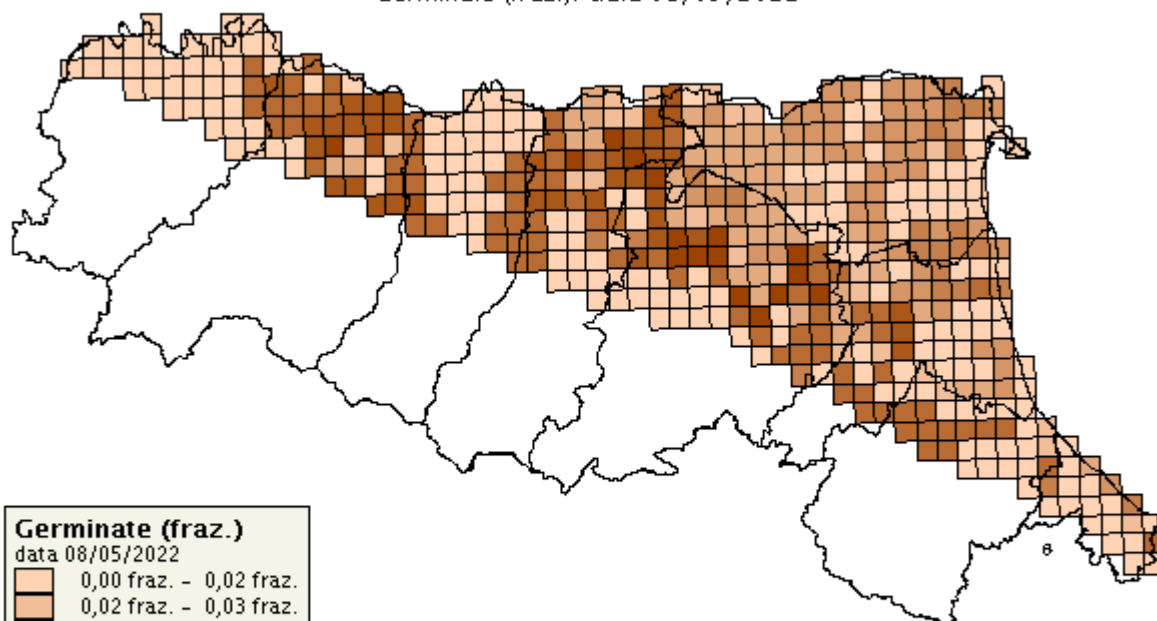 Germinate (fraz.)
data 08/05/2022
0,00 fraz. - 0,02 fraz.
0,02 fraz. - 0,03 fraz.